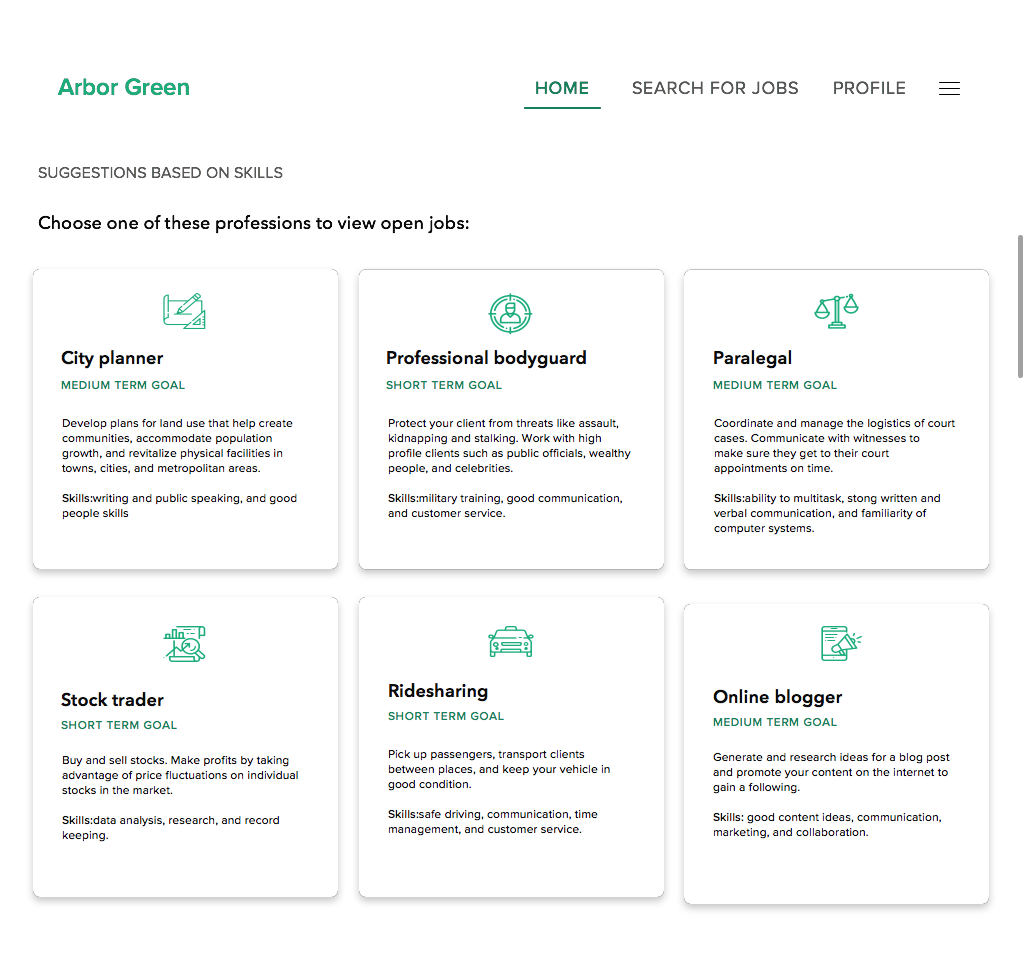 Arbor Green
HOME
SEARCH FOR JOBS
PROFILE
SUGGESTIONS BASED ON SKILLS
Choose one of these professions to view open jobs:
City planner
MEDIUM TERM GOAL
Develop plans for land use that help create
communities, accommodate population
growth, and revitalize physical facilities in
towns, cities, and metropolitan areas.
Skills:writing and public speaking, and good
people skills
Professional bodyguard
SHORT TERM GOAL
Protect your client from threats like assault,
kidnapping and stalking. Work with high
profile clients such as public officials, wealthy
people, and celebrities.
Skills:military training, good communication,
and customer service.
Paralegal
MEDIUM TERM GOAL
Coordinate and manage the logistics of court
cases. Communicate with witnesses to
make sure they get to their court
appointments on time.
Skills:ability to multitask, stong written and
verbal communication, and familiarity of
computer systems.
Stock trader
SHORT TERM GOAL
Buy and sell stocks. Make profits by taking
advantage of price fluctuations on individual
stocks in the market.
Skills:data analysis, research, and record
keeping.
Ridesharing
SHORT TERM GOAL
Pick up passengers, transport clients
between places, and keep your vehicle in
good condition.
Skills:safe driving, communication, time
management, and customer service.
Online blogger
MEDIUM TERM GOAL
Generate and research ideas for a blog post
and promote your content on the internet to
gain a following.
Skills: good content ideas, communication,
marketing, and collaboration.